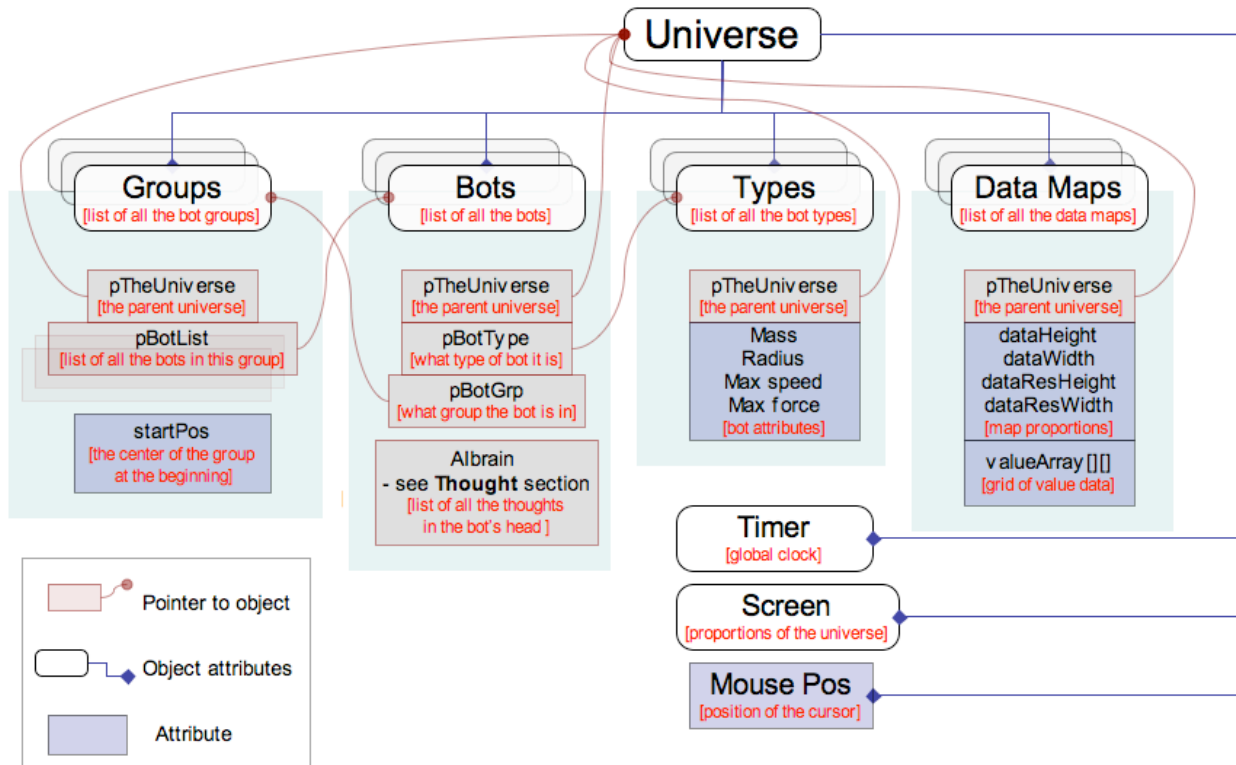 Universe
Groups
[list of all the bot groups]
pTheUniverse
[the parent universe]
pBotList
[list of all the bots in this group]
startPos
[the center of the group
at the beginning]
Bots
[list of all the bots]
pTheUniverse
[the parent universe]
pBotType
[what type of bot it is]
pBotGrp
[what group the bot is in]
AIbrain
- see Thought section
[list of all the thoughts
in the bot's head ]
Types
[list of all the bot types]
pTheUniverse
[the parent universe]
Mass
Radius
Max speed
Max force
[bot attributes]
Data Maps
[list of all the data maps]
pTheUniverse
[the parent universe]
dataHeight
dataWidth
dataResHeight
dataResWidth
[map proportions]
valueArray[][]
[grid of value data]
Timer
[global clock]
Screen
[proportions of the universe]
Mouse Pos
[position of the cursor]
Pointer to object
Object attributes
Attribute